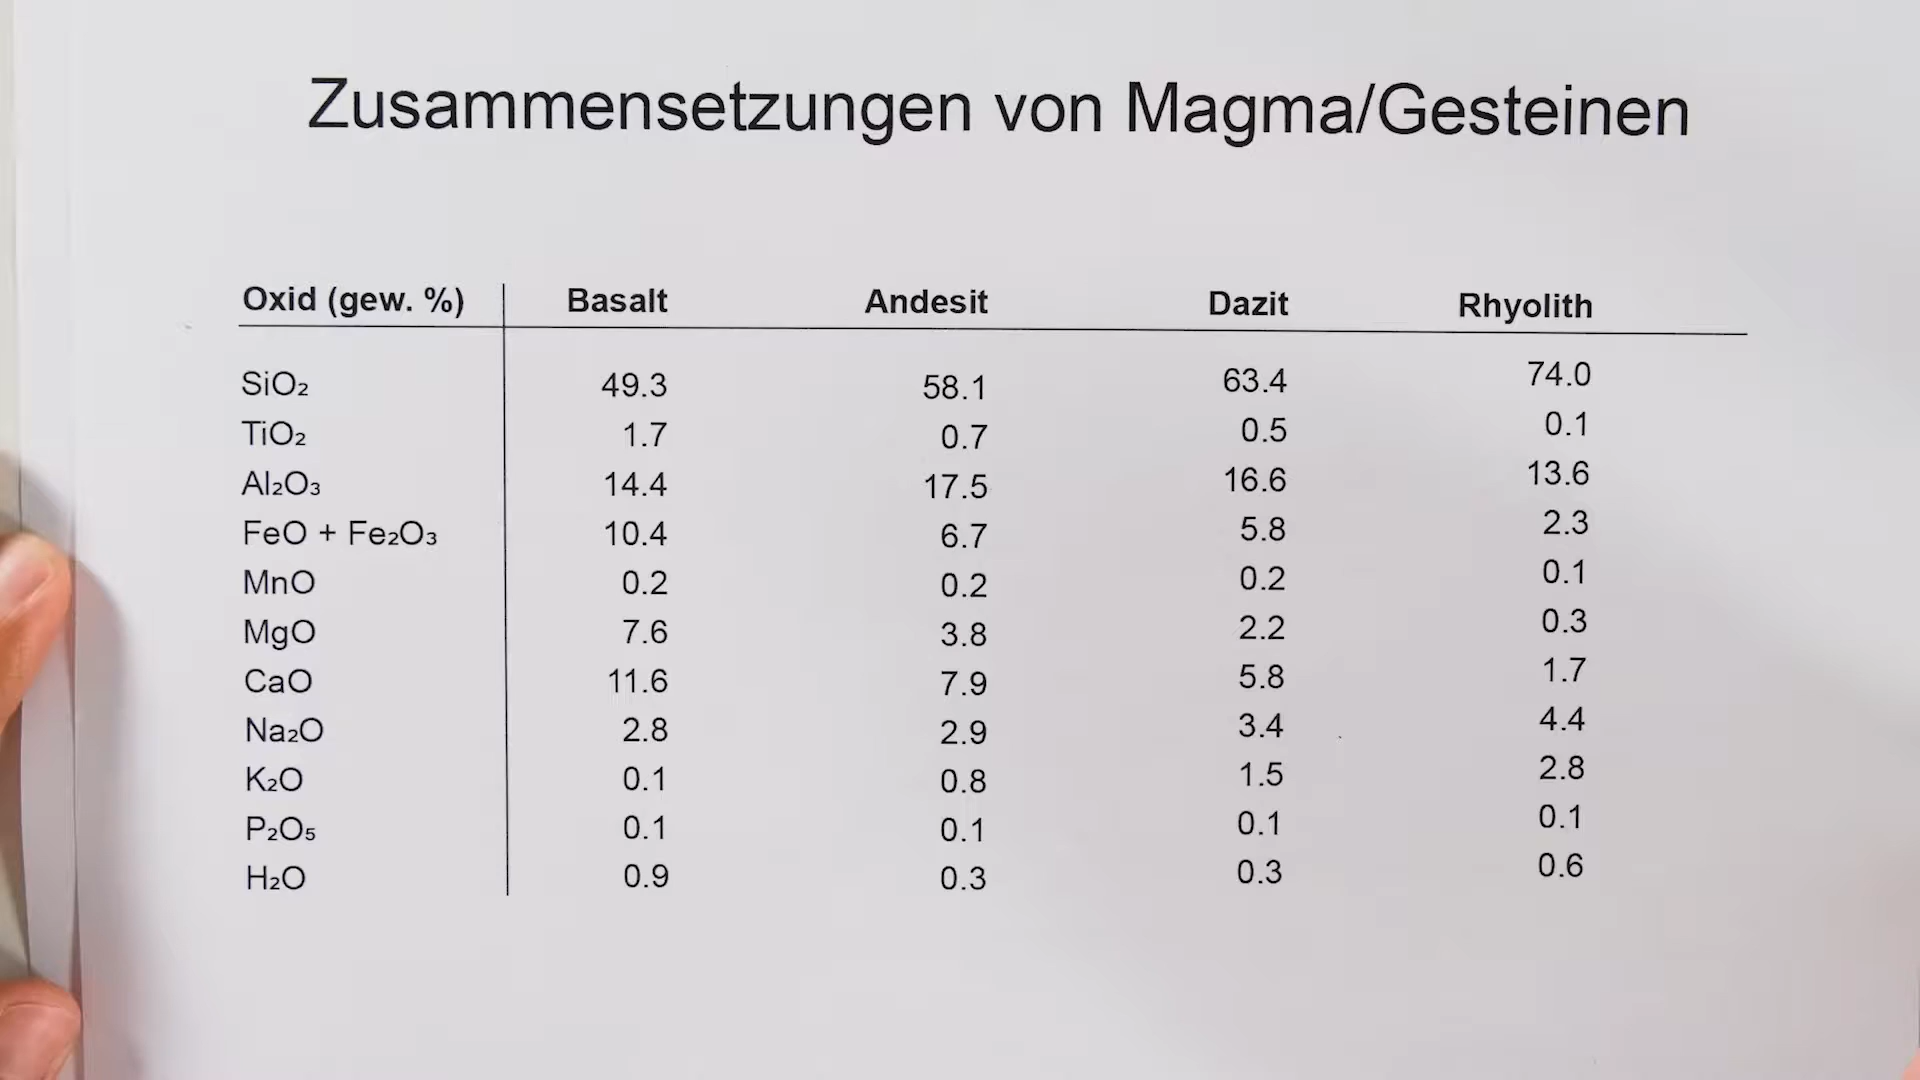 Zusammensetzungen von Magma/Gesteinen
Oxid (gew. %) Basalt Andesit Dazit Rhyolith
SiO₂ 49.3 58.1 63.4 74.0
TiO₂ 1.7 0.7 0.5 0.1
Al₂O₃ 14.4 17.5 16.6 13.6
FeO + Fe₂O₃ 10.4 6.7 5.8 2.3
MnO 0.2 0.2 0.2 0.1
MgO 7.6 3.8 2.2 0.3
CaO 11.6 7.9 5.8 1.7
Na₂O 2.8 2.9 3.4 4.4
K₂O 0.1 0.8 1.5 2.8
P₂O₅ 0.1 0.1 0.1 0.1
H₂O 0.9 0.3 0.3 0.6